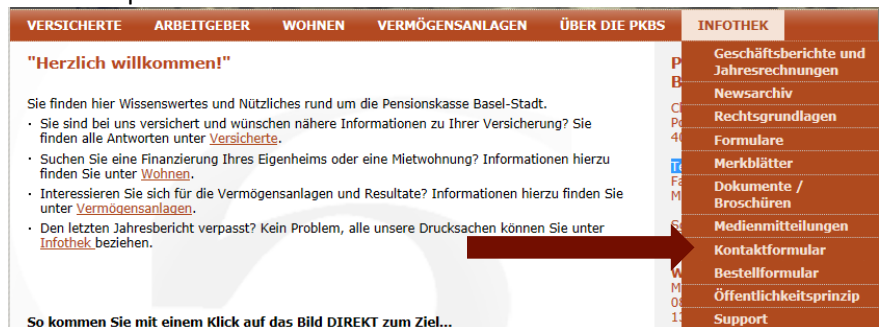 VERSICHERTE ARBEITGEBER WOHNEN VERMÖGENSANLAGEN ÜBER DIE PKBS INFOTHEK
"Herzlich willkommen!"
Sie finden hier Wissenswertes und Nützliches rund um die Pensionskasse Basel-Stadt.
· Sie sind bei uns versichert und wünschen nähere Informationen zu Ihrer Versicherung? Sie
finden alle Antworten unter Versicherte.
· Suchen Sie eine Finanzierung Ihres Eigenheims oder eine Mietwohnung? Informationen hierzu
finden Sie unter Wohnen.
· Interessieren Sie sich für die Vermögensanlagen und Resultate? Informationen hierzu finden Sie
unter Vermögensanlagen.
· Den letzten Jahresbericht verpasst? Kein Problem, alle unsere Drucksachen können Sie unter
Infothek beziehen.
So kommen Sie mit einem Klick auf das Bild DIREKT zum Ziel...
Geschäftsberichte und
Jahresrechnungen
Newsarchiv
Rechtsgrundlagen
Formulare
Merkblätter
Dokumente /
Broschüren
Medienmitteilungen
Kontaktformular
Bestellformular
Öffentlichkeitsprinzip
Support